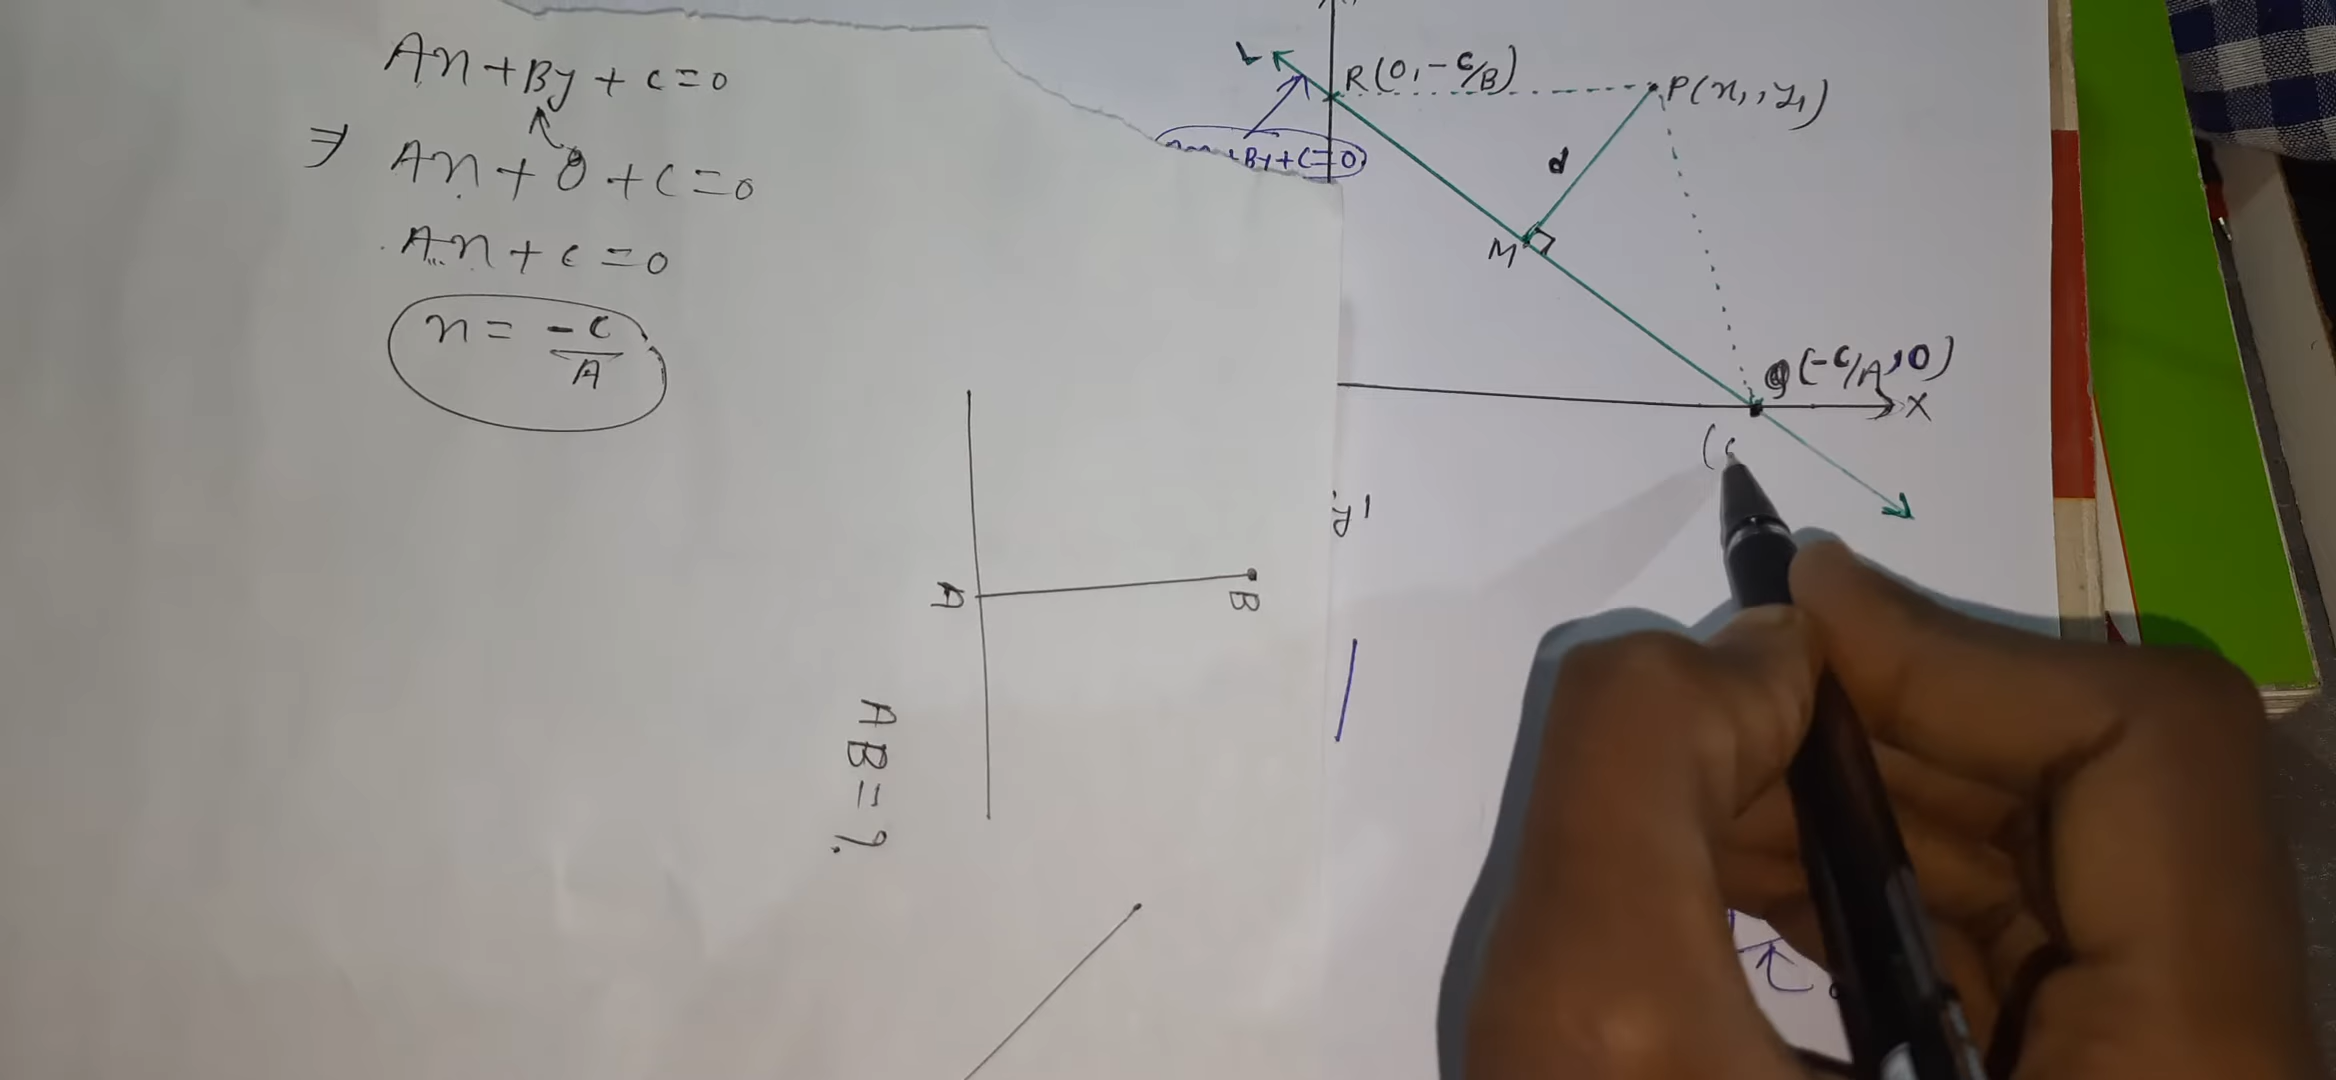 Ax + By + C = 0
⇒ Ax + 0 + C = 0
Ax + C = 0
x = -C/A
A
B
AB = ?
L
R(0, -C/B)
P(x₁, y₁)
By + C = 0
d
M
Q(-C/A, 0)
X
(